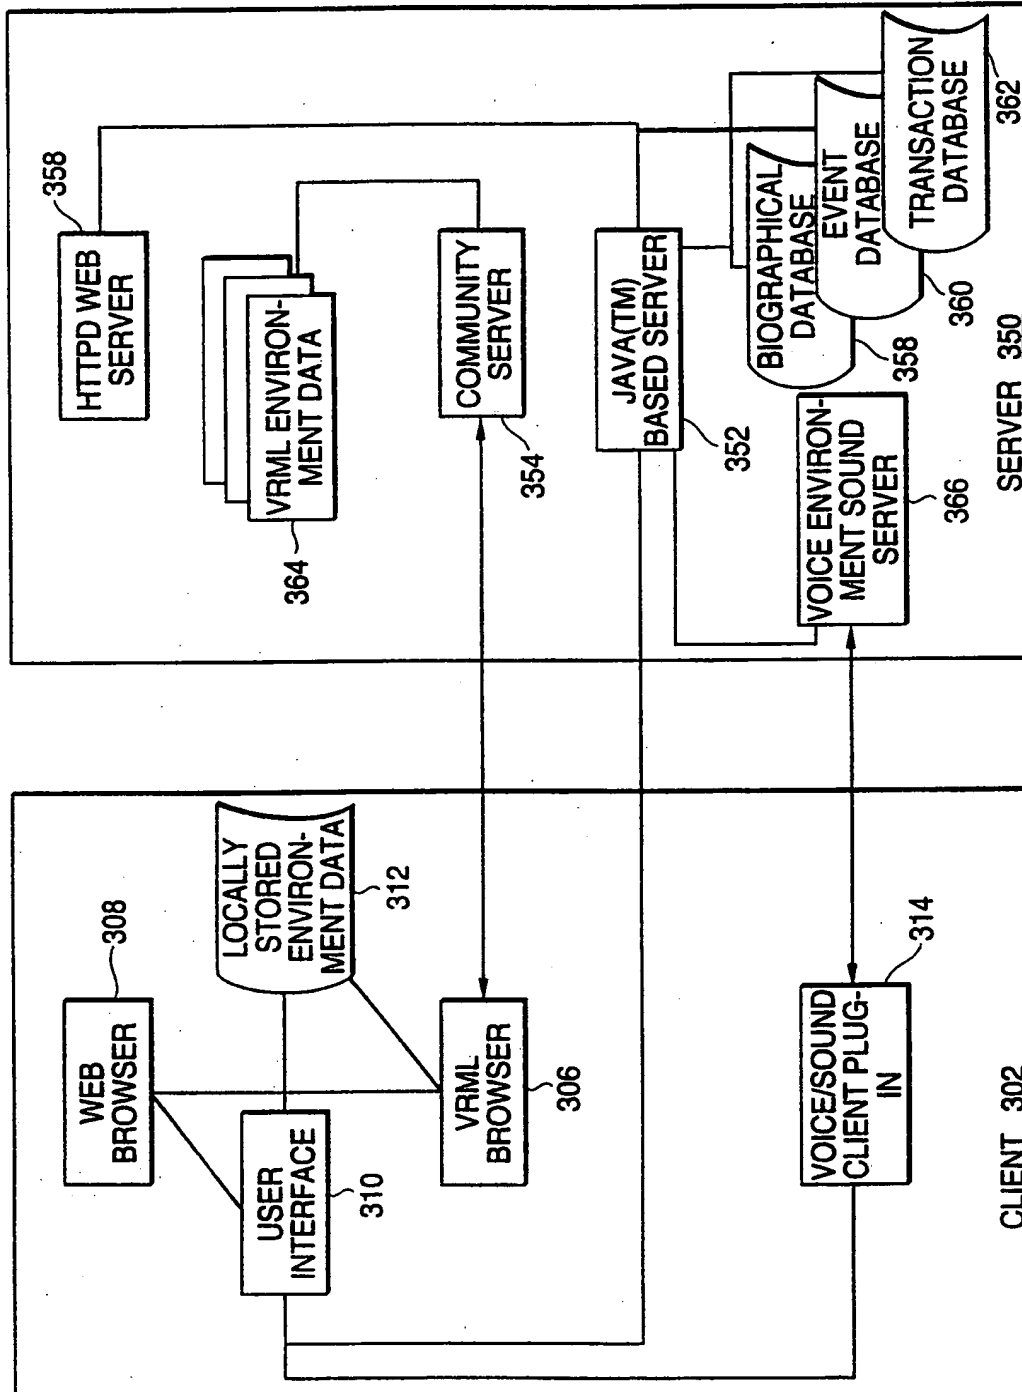 WEB
BROWSER
308
USER
INTERFACE
310
LOCALLY
STORED
ENVIRON-
MENT DATA
312
VRML
BROWSER
306
VOICE/SOUND
CLIENT PLUG-
IN
314
CLIENT 302
HTTPD WEB
SERVER
358
VRML ENVIRON-
MENT DATA
364
COMMUNITY
SERVER
354
JAVA(TM)
BASED SERVER
352
BIOGRAPHICAL
DATABASE
358
EVENT
DATABASE
360
TRANSACTION
DATABASE
362
VOICE ENVIRON-
MENT SOUND
SERVER
366
SERVER 350